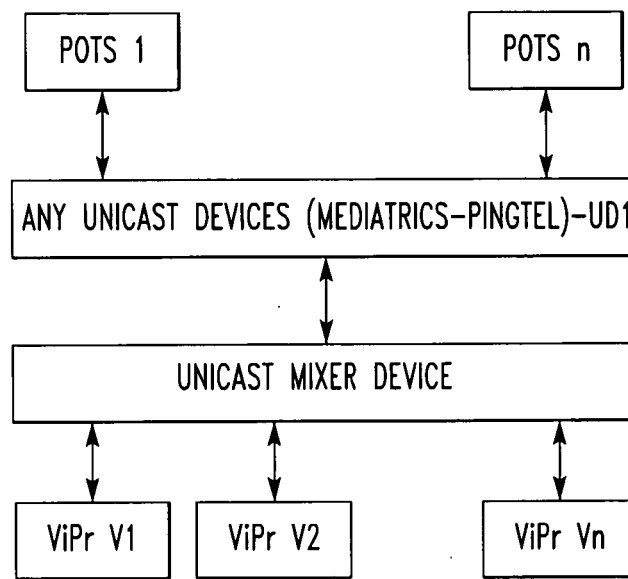 POTS 1
POTS n
ANY UNICAST DEVICES (MEDIATRICS-PINGTEL)-UD1
UNICAST MIXER DEVICE
ViPr V1
ViPr V2
ViPr Vn